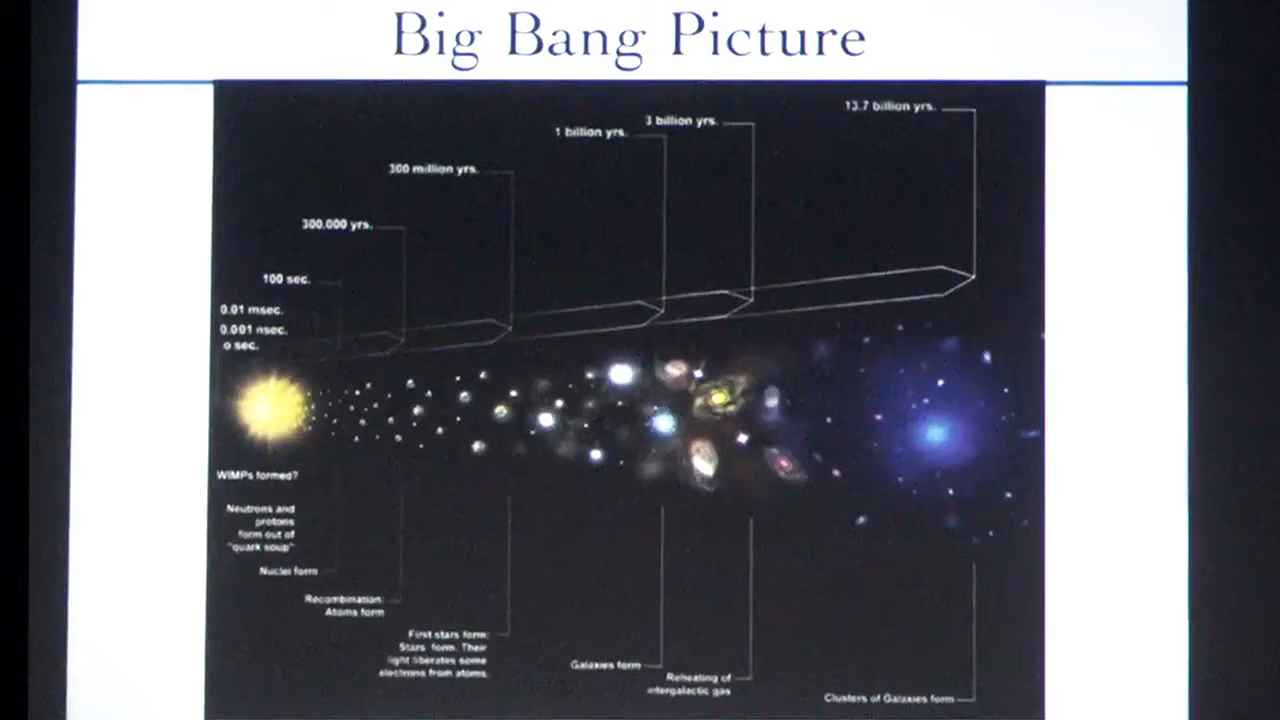 Big Bang Picture
13.7 billion yrs.
3 billion yrs.
1 billion yrs.
300 million yrs.
300,000 yrs.
100 sec.
0.01 msec.
0.001 nsec.
o sec.
WIMPs formed?
Neutrons and
protons
form out of
"quark soup"
Nuclei form
Recombination:
Atoms form
First stars form:
Stars form. Their
light liberates some
electrons from atoms.
Galaxies form
Reheating of
intergalactic gas
Clusters of Galaxies form